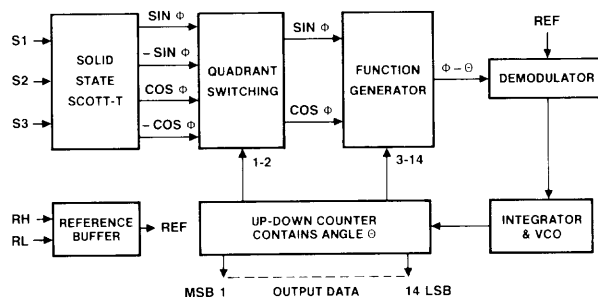 SIN Φ
SIN Φ
REF
S1
– SIN Φ
SOLID
STATE
SCOTT-T
QUADRANT
SWITCHING
FUNCTION
GENERATOR
Φ – Θ
DEMODULATOR
S2
COS Φ
COS Φ
S3
– COS Φ
1-2
3-14
RH
RL
REFERENCE
BUFFER
REF
UP-DOWN COUNTER
CONTAINS ANGLE Θ
INTEGRATOR
& VCO
MSB 1 OUTPUT DATA 14 LSB